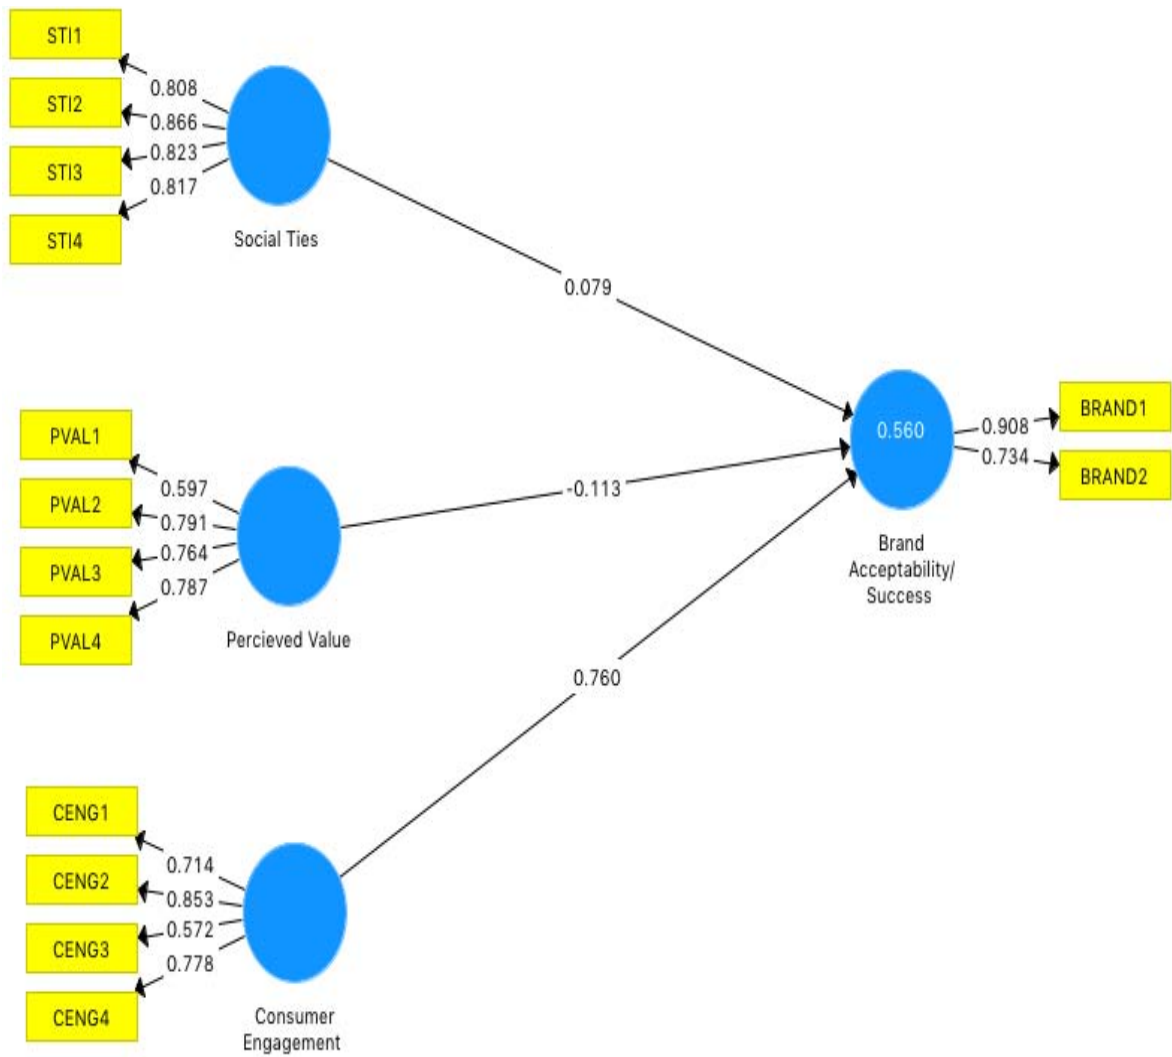 STI1
0.808
STI2
0.866
STI3
0.823
0.817
STI4
Social Ties
0.079
PVAL1
0.597
PVAL2
0.791
PVAL3
0.764
0.787
PVAL4
Percieved Value
-0.113
0.560
Brand
Acceptability/
Success
0.908
BRAND1
0.734
BRAND2
0.760
CENG1
0.714
CENG2
0.853
CENG3
0.572
0.778
CENG4
Consumer
Engagement